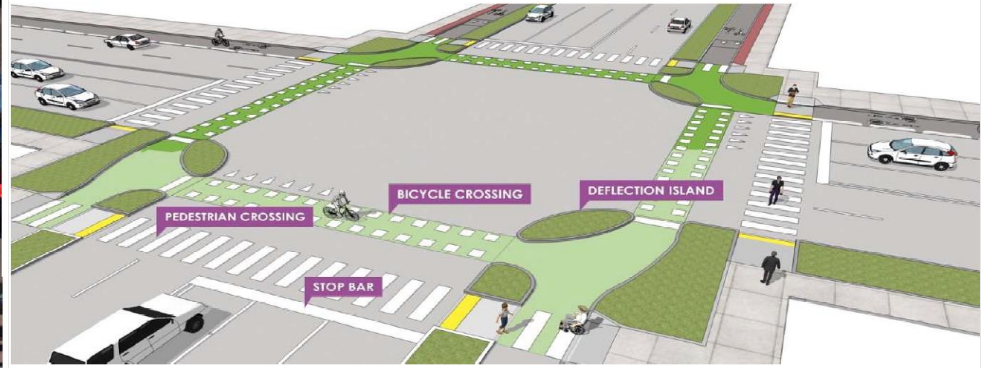 BICYCLE CROSSING
DEFLECTION ISLAND
PEDESTRIAN CROSSING
STOP BAR